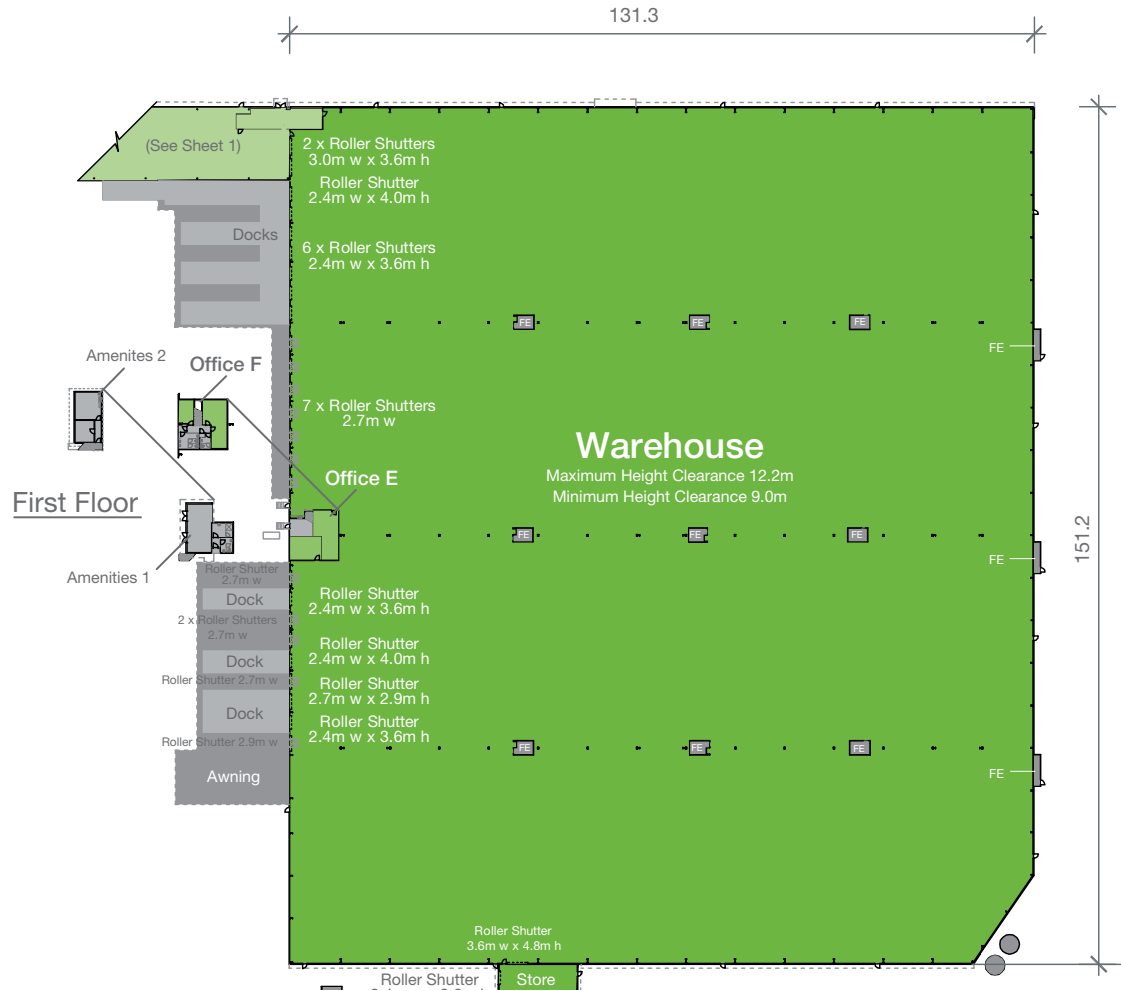 131.3
(See Sheet 1)
2 x Roller Shutters
3.0m w x 3.6m h
Roller Shutter
2.4m w x 4.0m h
Docks
6 x Roller Shutters
2.4m w x 3.6m h
FE
FE
FE
FE
Amenites 2
Office F
7 x Roller Shutters
2.7m w
Warehouse
Maximum Height Clearance 12.2m
Minimum Height Clearance 9.0m
Office E
First Floor
151.2
FE
FE
FE
FE
Amenities 1
Roller Shutter
2.7m w
Dock
2 x Roller Shutters
2.7m w
Dock
Roller Shutter 2.7m w
Dock
Roller Shutter 2.9m w
Awning
Roller Shutter
2.4m w x 3.6m h
Roller Shutter
2.4m w x 4.0m h
Roller Shutter
2.7m w x 2.9m h
Roller Shutter
2.4m w x 3.6m h
FE
FE
FE
FE
Roller Shutter
3.6m w x 4.8m h
Roller Shutter
Store